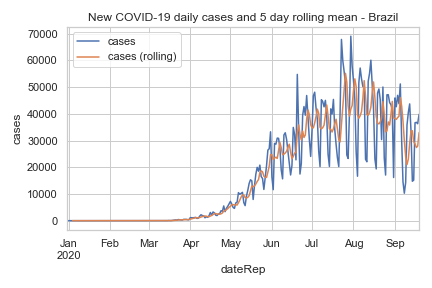 New COVID-19 daily cases and 5 day rolling mean - Brazil
cases
cases (rolling)
70000
60000
50000
40000
30000
20000
10000
0
cases
Jan Feb Mar Apr May Jun Jul Aug Sep
2020
dateRep